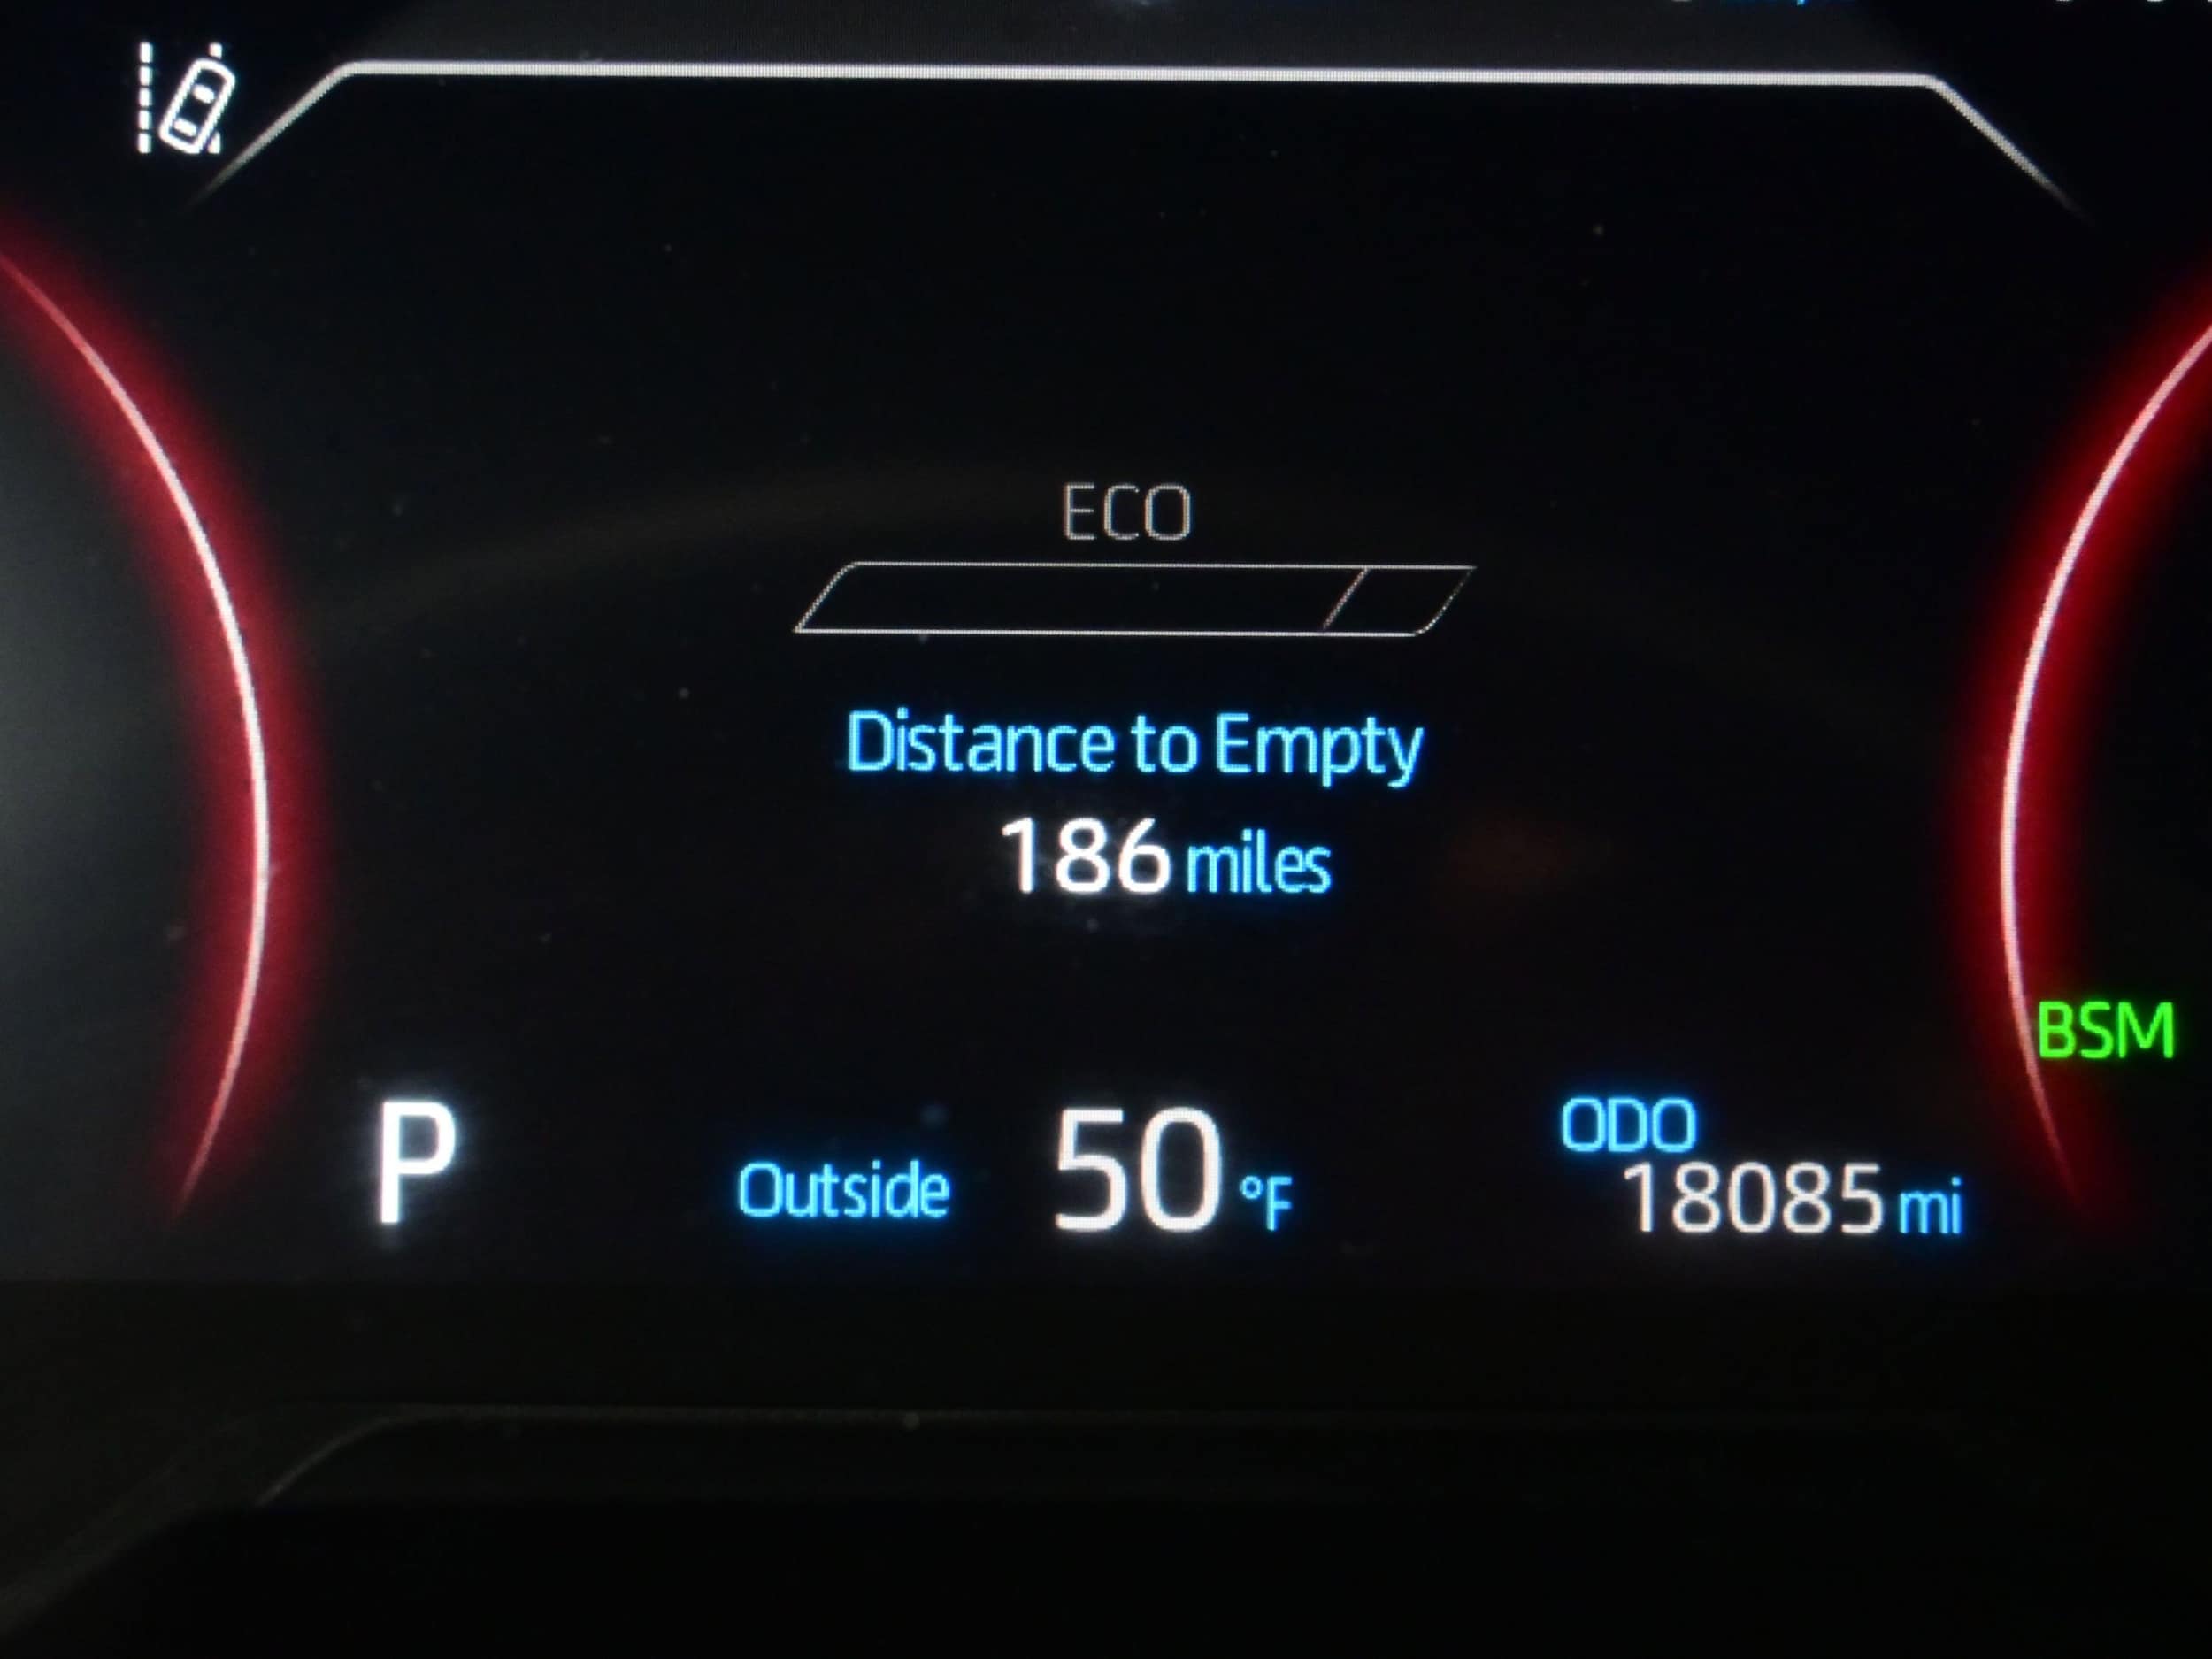 ECO
Distance to Empty
186 miles
BSM
P
Outside 50 °F
ODO
18085 mi